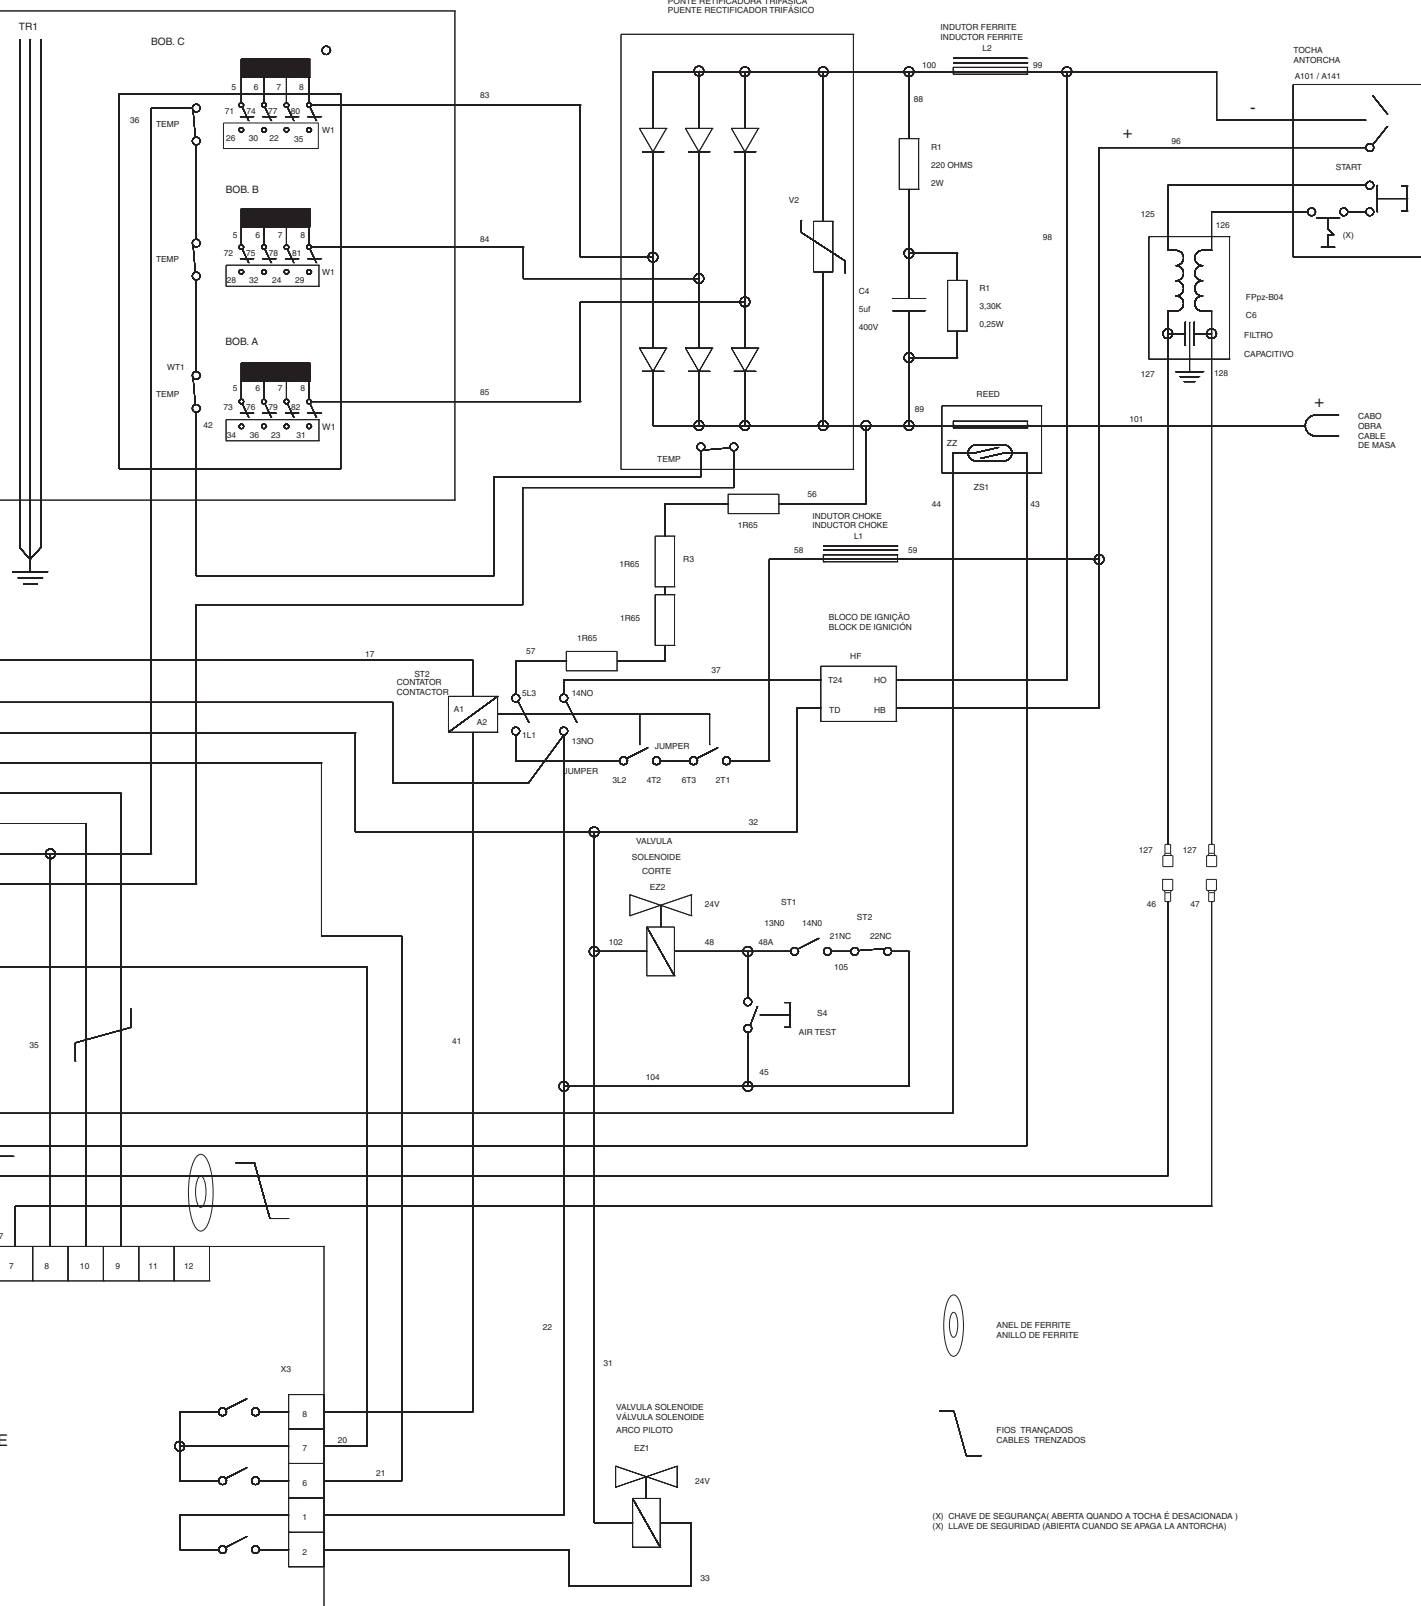 PONTE RETIFICADORA TRIFÁSICA
PUENTE RECTIFICADOR TRIFÁSICO
TR1
BOB. C
5 6 7 8
71 74 77 80
26 30 22 35
W1
36
TEMP
83
BOB. B
5 6 7 8
72 75 78 81
28 32 24 29
W1
TEMP
84
BOB. A
5 6 7 8
73 76 79 82
34 36 23 31
W1
WT1
TEMP
42
85
V2
TEMP
INDUTOR FERRITE
INDUCTOR FERRITE
L2
100
99
88
R1
220 OHMS
2W
C4
5uf
400V
R1
3,30K
0,25W
98
89
TOCHA
ANTORCHA
A101 / A141
-
+
96
START
(X)
125
126
FPpz-B04
C6
FILTRO
CAPACITIVO
127
128
REED
ZZ
ZS1
44
43
101
+
CABO
OBRA
CABLE
DE MASA
56
1R65
1R65
R3
1R65
1R65
57
INDUTOR CHOKE
INDUCTOR CHOKE
L1
58
59
BLOCO DE IGNIÇÃO
BLOCK DE IGNICIÓN
HF
T24 HO
TD HB
37
17
ST2
CONTATOR
CONTACTOR
A1
A2
5L3
14NO
1L1
13NO
JUMPER
JUMPER
3L2 4T2 6T3 2T1
32
VALVULA
SOLENOIDE
CORTE
EZ2
24V
102
48
48A
ST1
13N0 14N0
ST2
21NC 22NC
105
S4
AIR TEST
45
104
127
127
46
47
35
41
7
7 8 10 9 11 12
22
31
X3
8
7
6
1
2
20
21
E
VALVULA SOLENOIDE
VÁLVULA SOLENOIDE
ARCO PILOTO
EZ1
24V
33
ANEL DE FERRITE
ANILLO DE FERRITE
FIOS TRANÇADOS
CABLES TRENZADOS
(X) CHAVE DE SEGURANÇA( ABERTA QUANDO A TOCHA É DESACIONADA )
(X) LLAVE DE SEGURIDAD (ABIERTA CUANDO SE APAGA LA ANTORCHA)